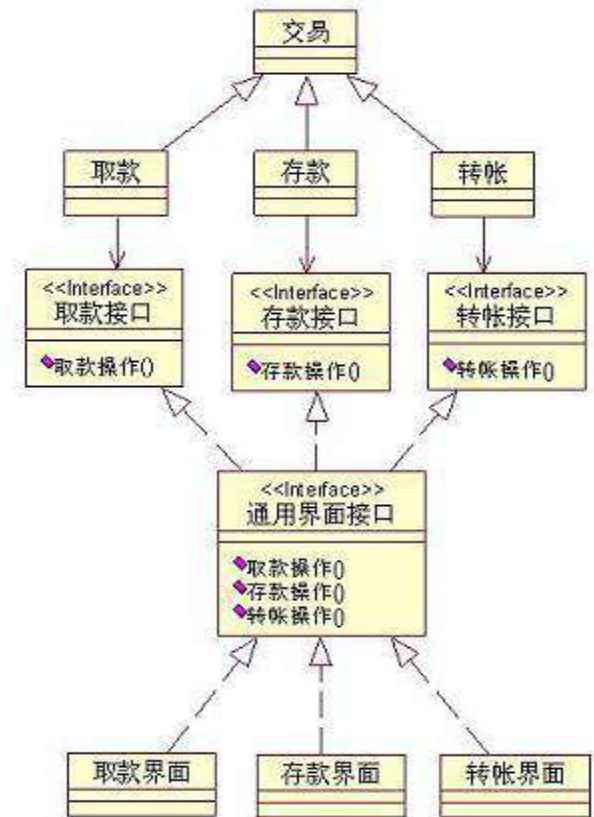 交易
取款
存款
转帐
<<Interface>>
取款接口
取款操作()
<<Interface>>
存款接口
存款操作()
<<Interface>>
转帐接口
转帐操作()
<<Interface>>
通用界面接口
取款操作()
存款操作()
转帐操作()
取款界面
存款界面
转帐界面